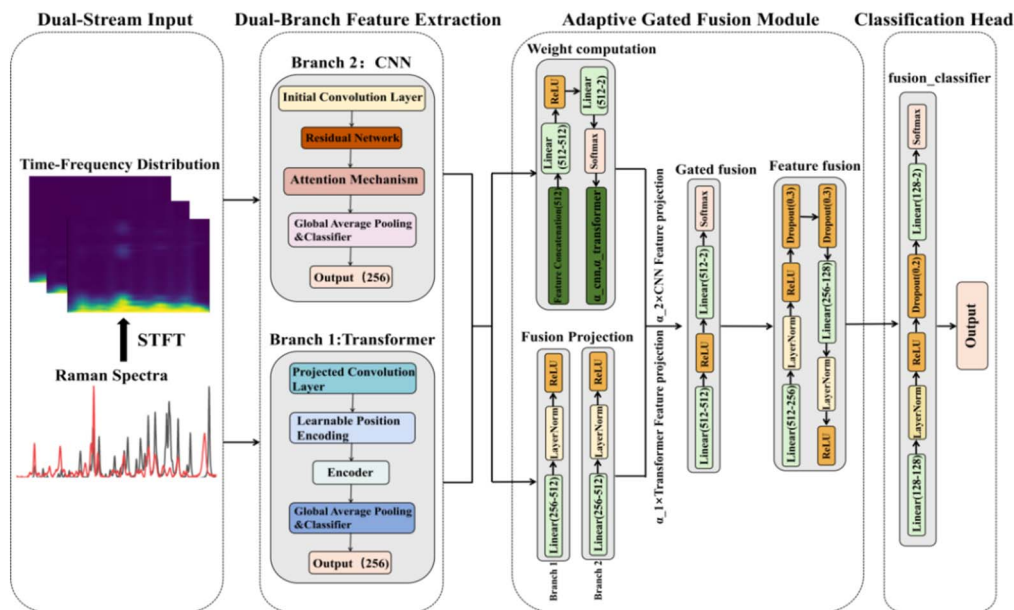 Dual-Stream Input
Dual-Branch Feature Extraction
Adaptive Gated Fusion Module
Classification Head
Time-Frequency Distribution
STFT
Raman Spectra
Branch 2： CNN
Initial Convolution Layer
Residual Network
Attention Mechanism
Global Average Pooling
&Classifier
Output（256)
Branch 1:Transformer
Projected Convolution
Layer
Learnable Position
Encoding
Encoder
Global Average Pooling
&Classifier
Output（256)
Weight computation
Feature Concatenation(512)
Linear
(512-512)
ReLU
Linear
(512-2)
Softmax
α_cnn,α_transformer
Fusion Projection
Linear(256-512)
LayerNorm
ReLU
Branch 1
Linear(256-512)
LayerNorm
ReLU
Branch 2
α_2×CNN Feature projection
α_1×Transformer Feature projection
Gated fusion
Linear(512-512)
ReLU
Linear(512-2)
Softmax
Feature fusion
Linear(512-256)
LayerNorm
ReLU
Dropout(0.3)
Dropout(0.3)
Linear(256-128)
LayerNorm
ReLU
fusion_classifier
Linear(128-128)
LayerNorm
ReLU
Dropout(0.2)
Linear(128-2)
Softmax
Output